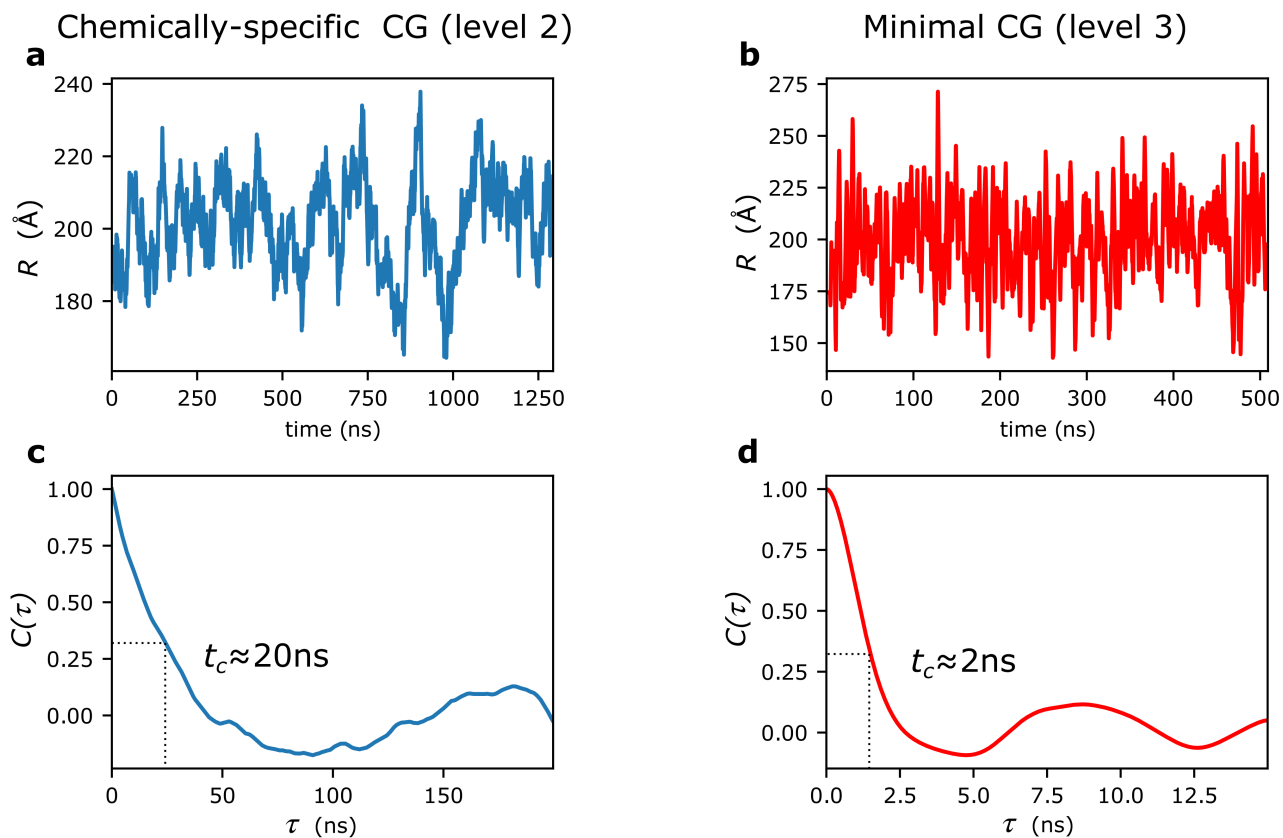 Chemically-specific CG (level 2)
Minimal CG (level 3)
a
240
220
200
180
R (Å)
0 250 500 750 1000 1250
time (ns)
b
275
250
225
200
175
150
R (Å)
0 100 200 300 400 500
time (ns)
c
1.00
0.75
0.50
0.25
0.00
C(τ)
t_c≈20ns
0 50 100 150
τ (ns)
d
1.00
0.75
0.50
0.25
0.00
C(τ)
t_c≈2ns
0.0 2.5 5.0 7.5 10.0 12.5
τ (ns)